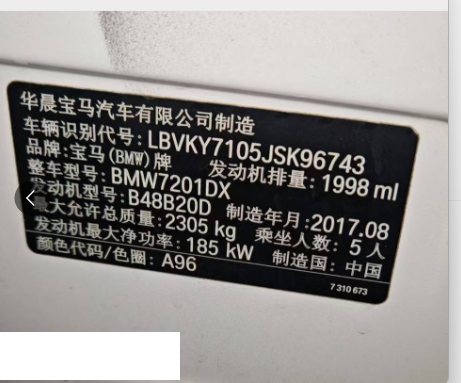 华晨宝马汽车有限公司制造
车辆识别代号: LBVKY7105JSK96743
品牌: 宝马(BMW)牌 发动机排量: 1998 ml
整车型号: BMW7201DX
发动机型号: B48B20D 制造年月: 2017.08
最大允许总质量: 2305 kg 乘坐人数: 5 人
发动机最大净功率: 185 kW 制造国: 中国
颜色代码/色圈: A96
7 310 673